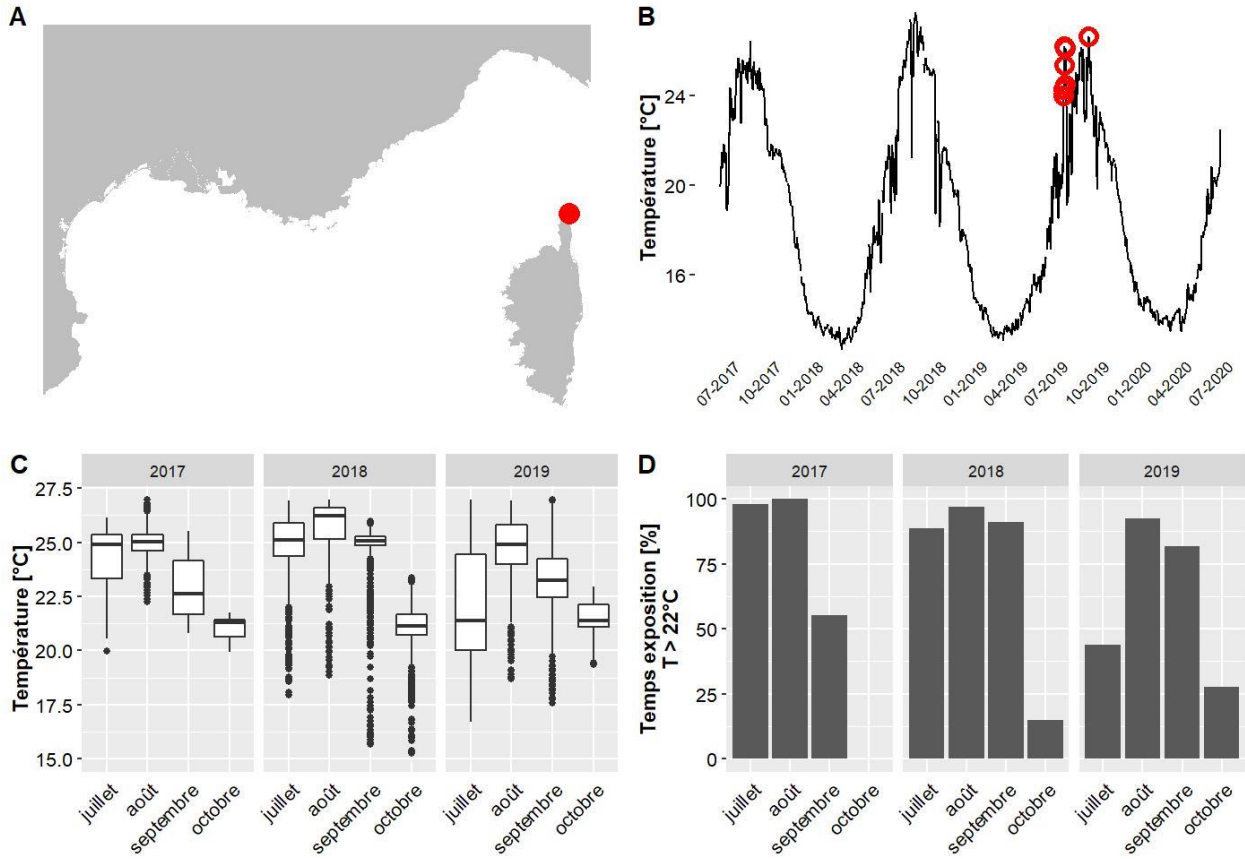 A
B
Température [°C]
24
20
16
07-2017
10-2017
01-2018
04-2018
07-2018
10-2018
01-2019
04-2019
07-2019
10-2019
01-2020
04-2020
07-2020
C
2017
2018
2019
Température [°C]
27.5
25.0
22.5
20.0
17.5
15.0
juillet
août
septembre
octobre
juillet
août
septembre
octobre
juillet
août
septembre
octobre
D
2017
2018
2019
Temps exposition [%]
T > 22°C
100
75
50
25
0
juillet
août
septembre
octobre
juillet
août
septembre
octobre
juillet
août
septembre
octobre